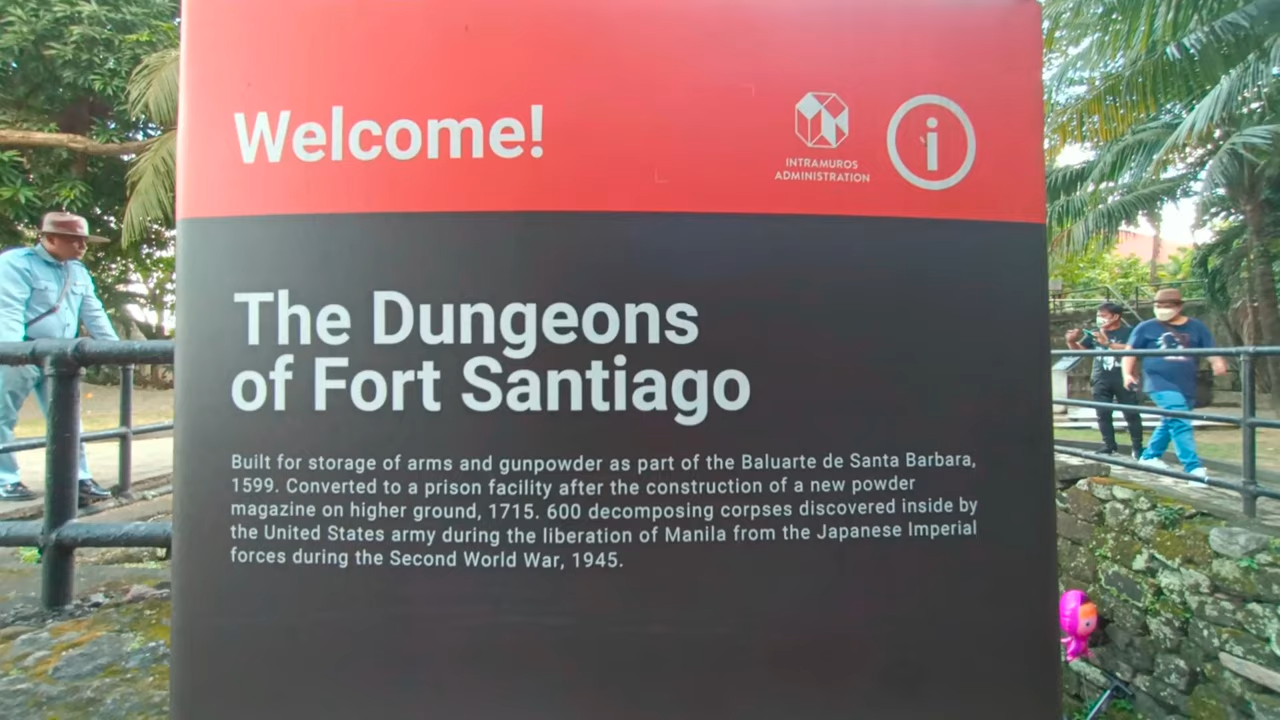 Welcome!
INTRAMUROS
ADMINISTRATION
i
The Dungeons
of Fort Santiago
Built for storage of arms and gunpowder as part of the Baluarte de Santa Barbara,
1599. Converted to a prison facility after the construction of a new powder
magazine on higher ground, 1715. 600 decomposing corpses discovered inside by
the United States army during the liberation of Manila from the Japanese Imperial
forces during the Second World War, 1945.